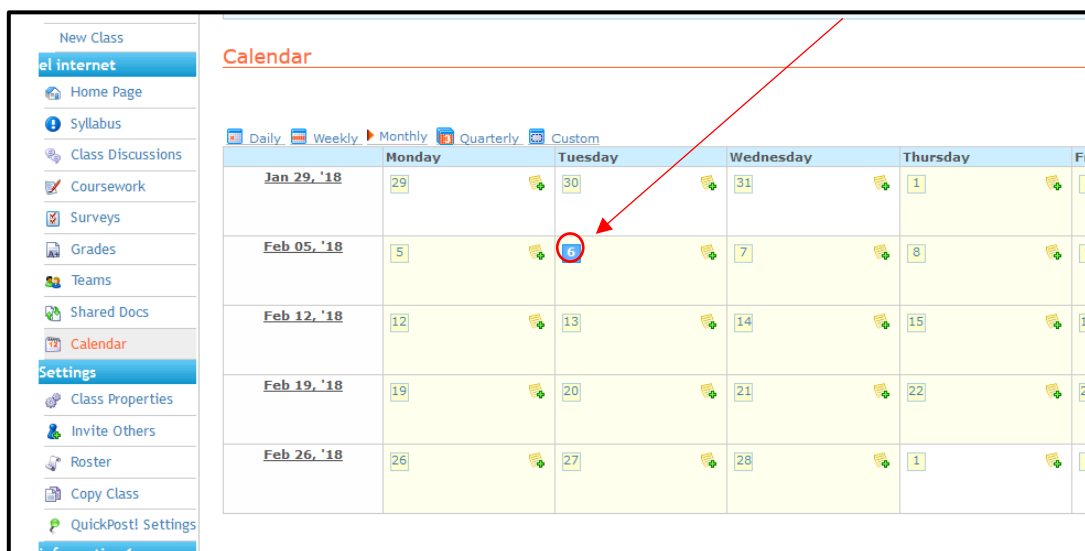 New Class
el internet
Home Page
Syllabus
Class Discussions
Coursework
Surveys
Grades
Teams
Shared Docs
Calendar
Settings
Class Properties
Invite Others
Roster
Copy Class
QuickPost! Settings
Calendar
Daily Weekly Monthly Quarterly Custom
Monday Tuesday Wednesday Thursday
Jan 29, '18 29 30 31 1
Feb 05, '18 5 6 7 8
Feb 12, '18 12 13 14 15
Feb 19, '18 19 20 21 22
Feb 26, '18 26 27 28 1